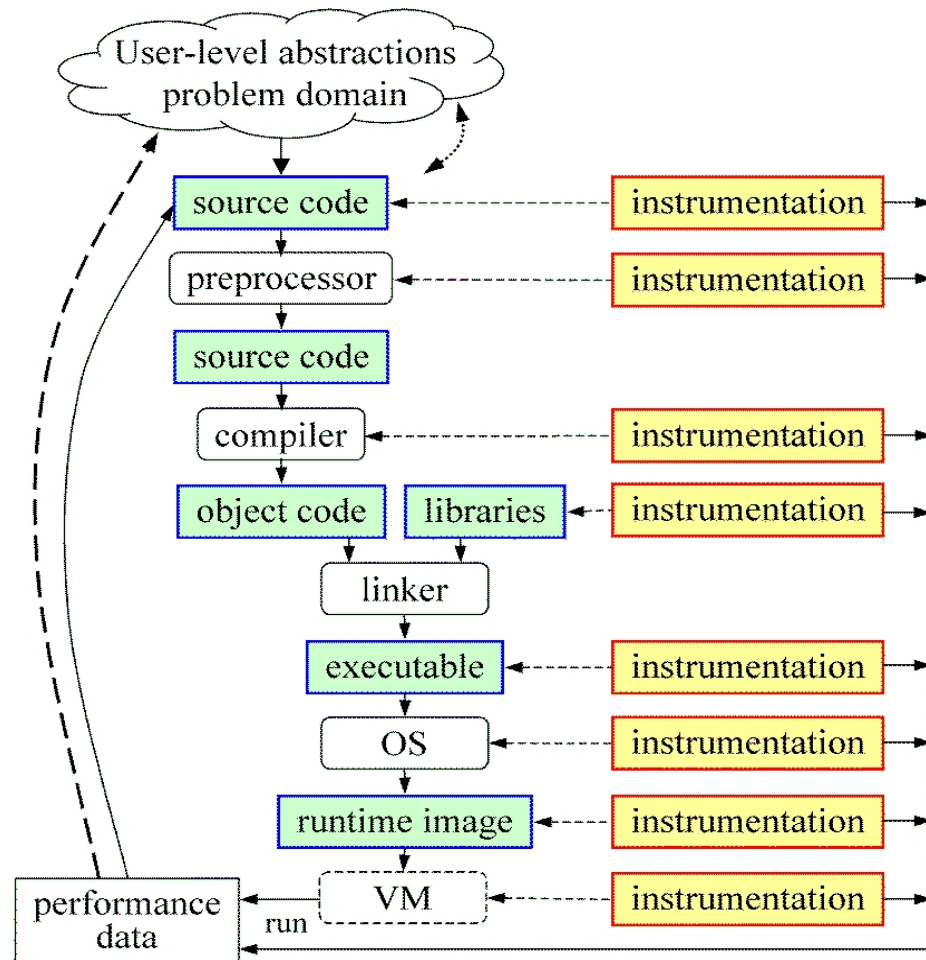 User-level abstractions
problem domain
source code
instrumentation
preprocessor
instrumentation
source code
compiler
instrumentation
object code
libraries
instrumentation
linker
executable
instrumentation
OS
instrumentation
runtime image
instrumentation
VM
instrumentation
performance
data
run